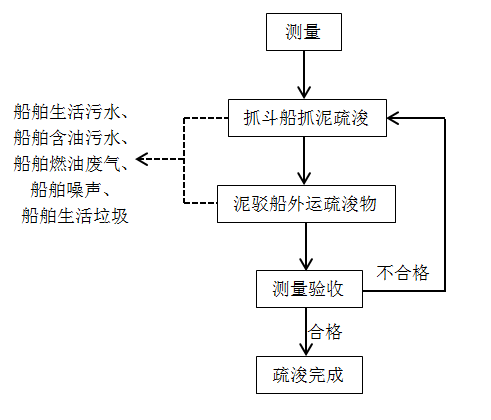 测量
抓斗船抓泥疏浚
船舶生活污水、
船舶含油污水、
船舶燃油废气、
船舶噪声、
船舶生活垃圾
泥驳船外运疏浚物
测量验收
不合格
合格
疏浚完成